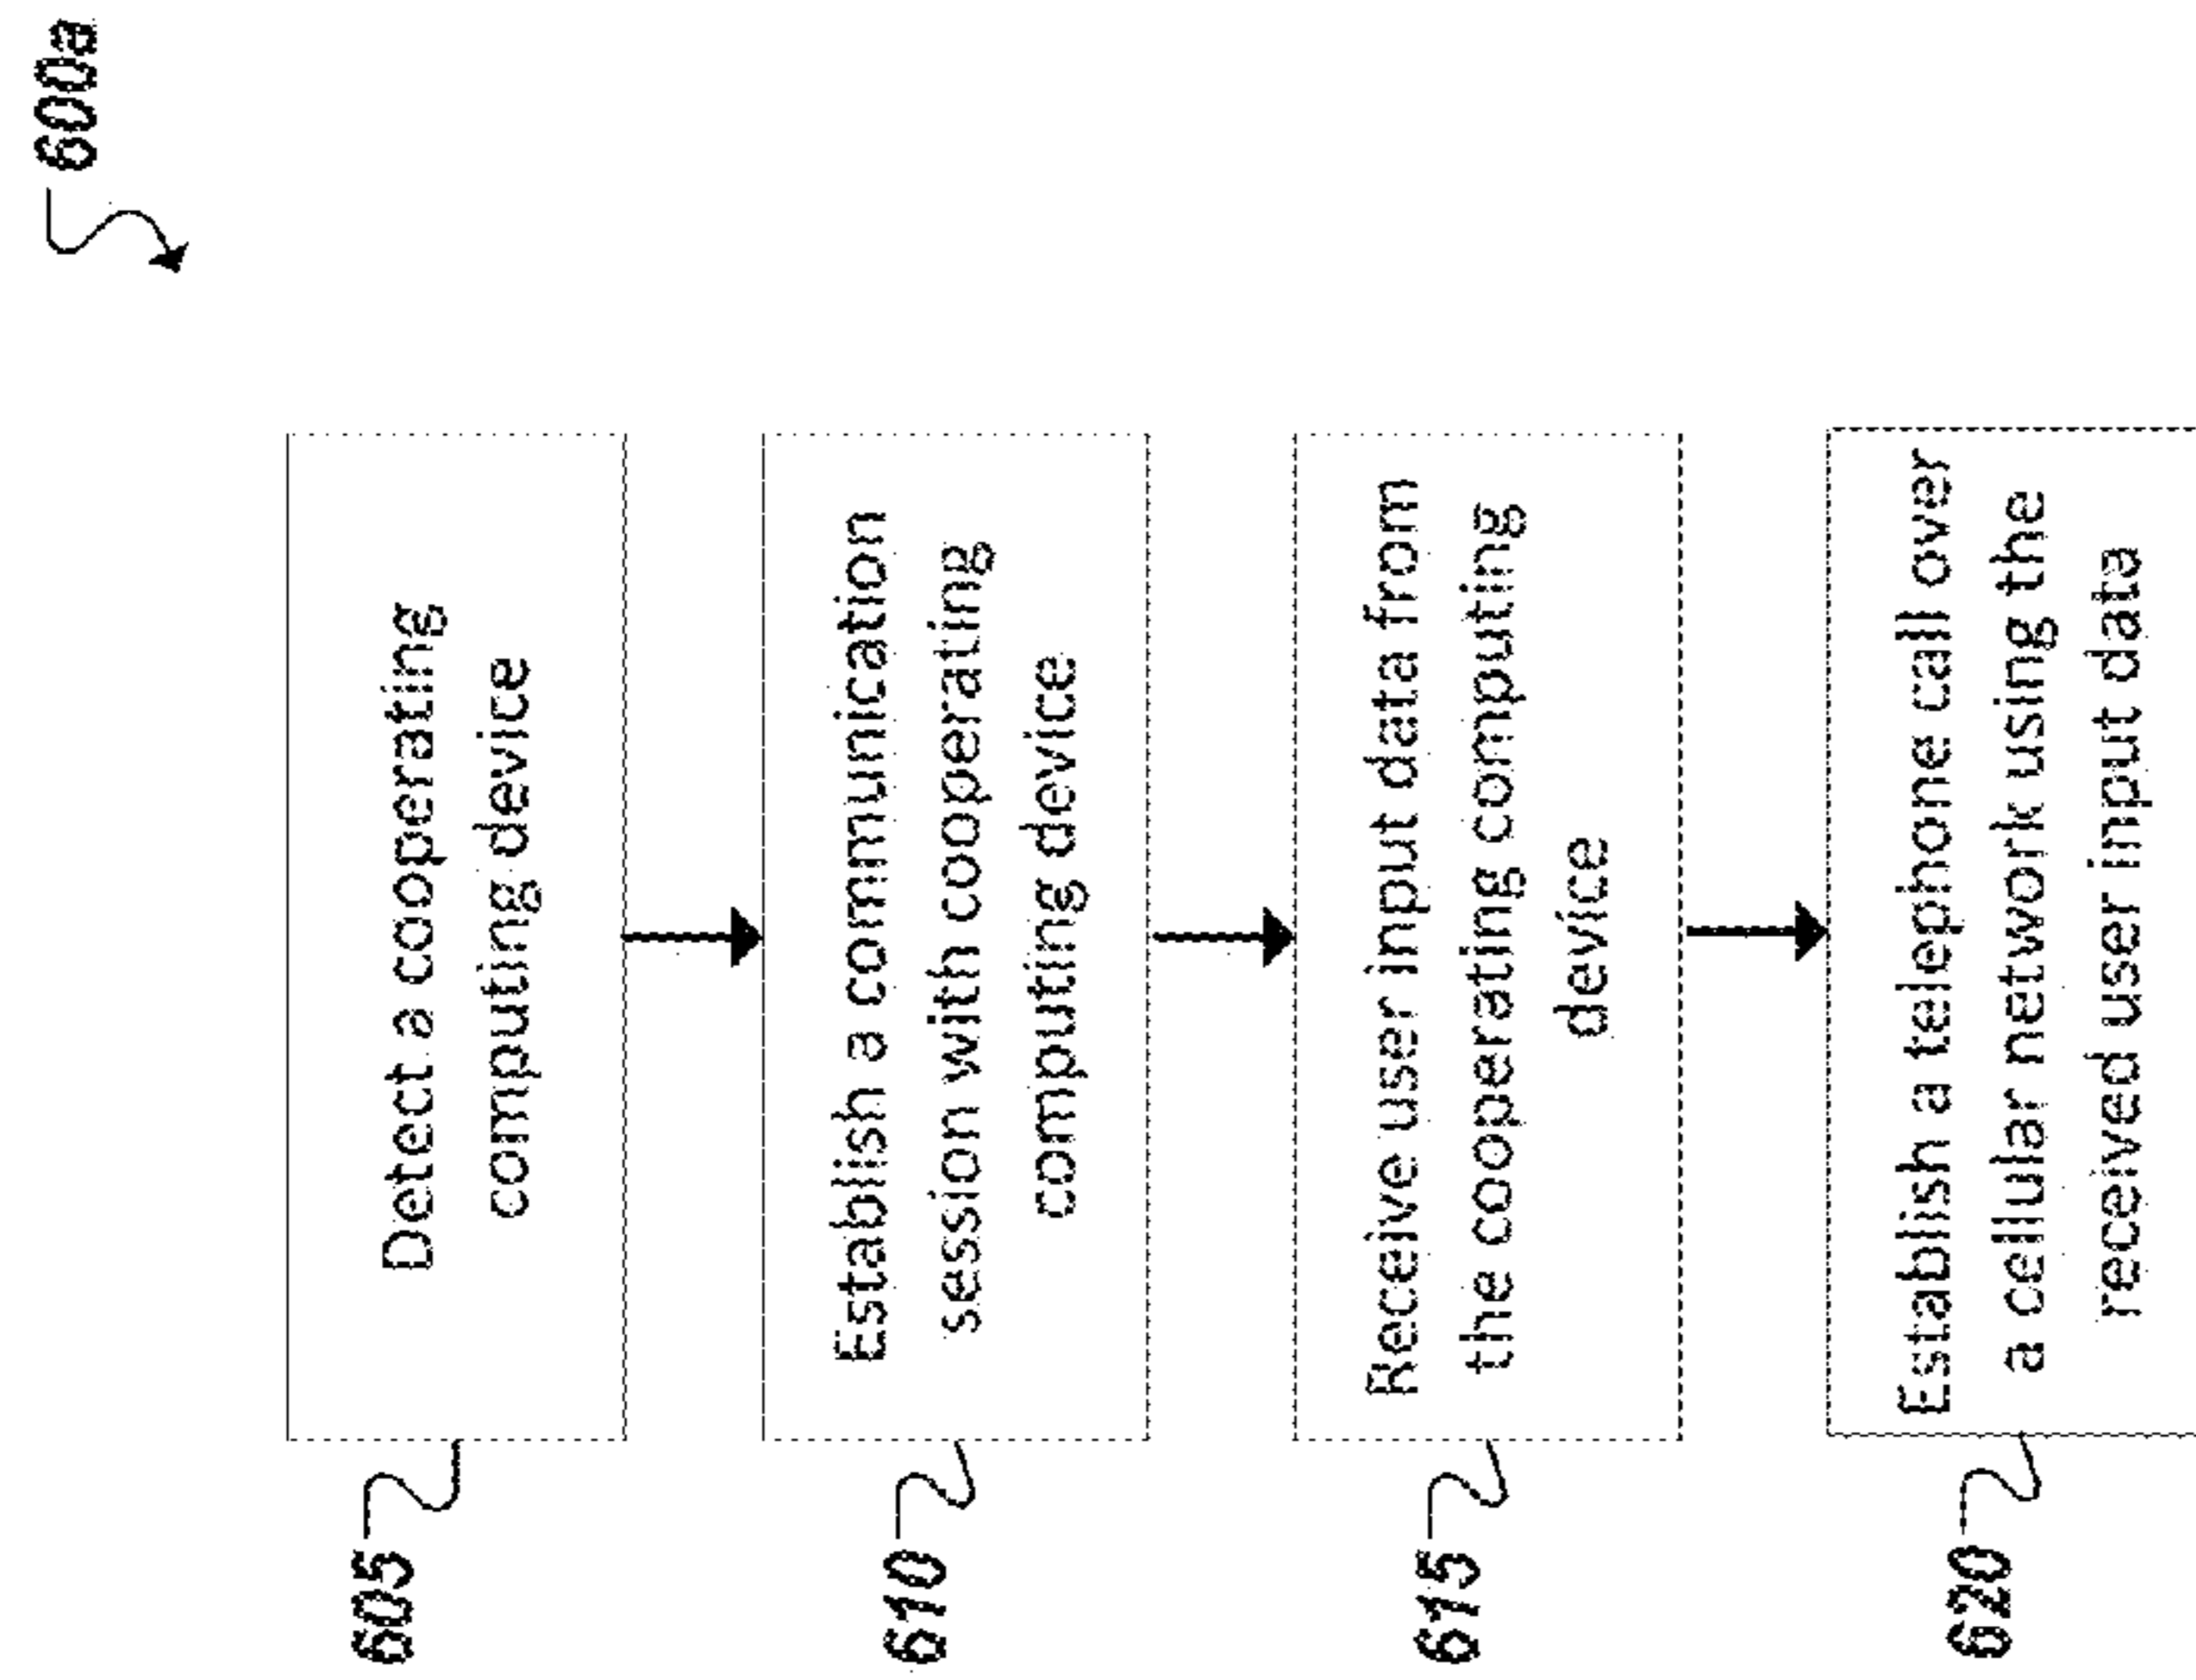 600a
605
Detect a cooperating
computing device
610
Establish a communication
session with cooperating
computing device
615
Receive user input data from
the cooperating computing
device
620
Establish a telephone call over
a cellular network using the
received user input data